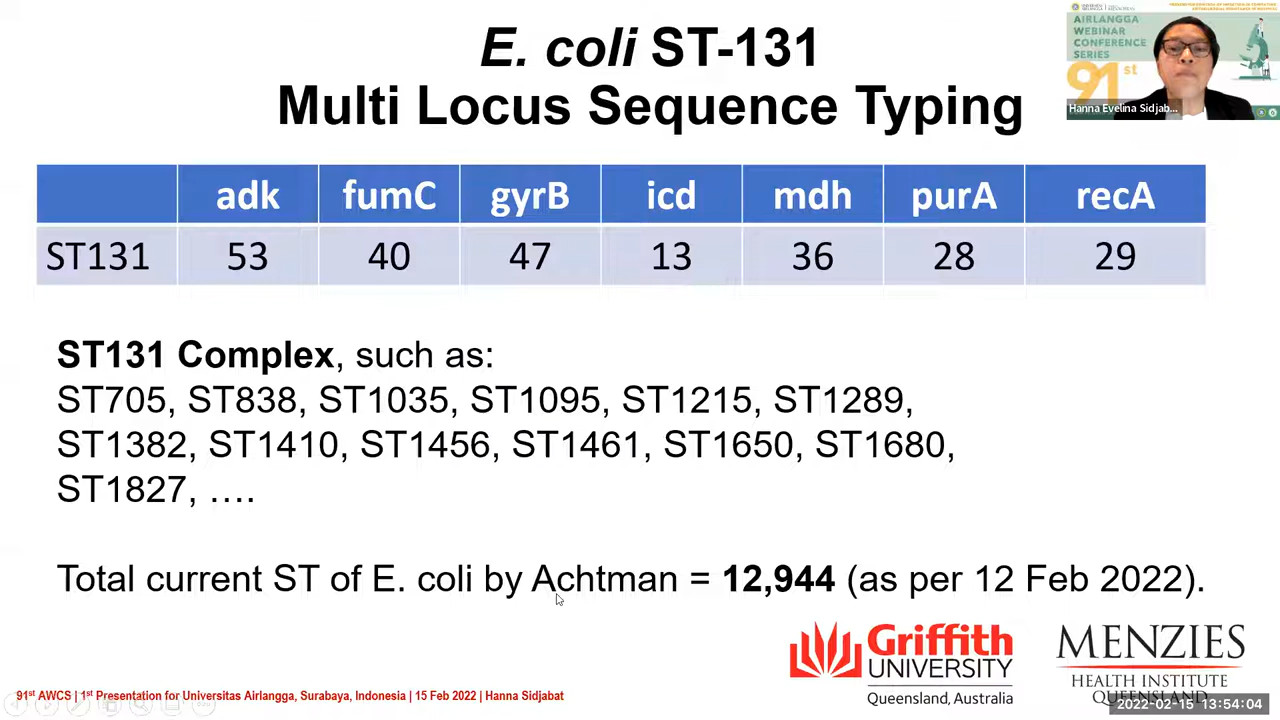 E. coli ST-131
Multi Locus Sequence Typing
adk fumC gyrB icd mdh purA recA
ST131 53 40 47 13 36 28 29
ST131 Complex, such as:
ST705, ST838, ST1035, ST1095, ST1215, ST1289,
ST1382, ST1410, ST1456, ST1461, ST1650, ST1680,
ST1827, ….
Total current ST of E. coli by Achtman = 12,944 (as per 12 Feb 2022).
Griffith
UNIVERSITY
Queensland, Australia
MENZIES
HEALTH INSTITUTE
QUEENSLAND
91st AWCS | 1st Presentation for Universitas Airlangga, Surabaya, Indonesia | 15 Feb 2022 | Hanna Sidjabat
2022-02-15 13:54:04
AIRLANGGA
WEBINAR
CONFERENCE
SERIES
91st
Hanna Evelina Sidjab...